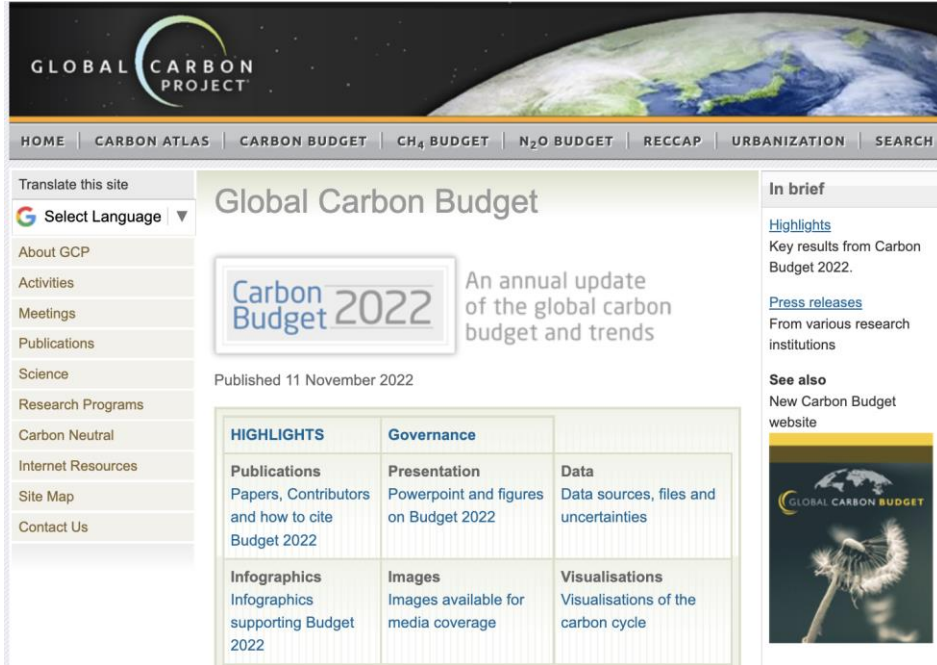 GLOBAL CARBON
PROJECT
HOME
CARBON ATLAS
CARBON BUDGET
CH₄ BUDGET
N₂O BUDGET
RECCAP
URBANIZATION
SEARCH
Translate this site
Select Language ▼
About GCP
Activities
Meetings
Publications
Science
Research Programs
Carbon Neutral
Internet Resources
Site Map
Contact Us
Global Carbon Budget
Carbon
Budget 2022
An annual update
of the global carbon
budget and trends
Published 11 November 2022
HIGHLIGHTS
Governance
Publications
Papers, Contributors
and how to cite
Budget 2022
Presentation
Powerpoint and figures
on Budget 2022
Data
Data sources, files and
uncertainties
Infographics
Infographics
supporting Budget
2022
Images
Images available for
media coverage
Visualisations
Visualisations of the
carbon cycle
In brief
Highlights
Key results from Carbon
Budget 2022.
Press releases
From various research
institutions
See also
New Carbon Budget
website
GLOBAL CARBON BUDGET